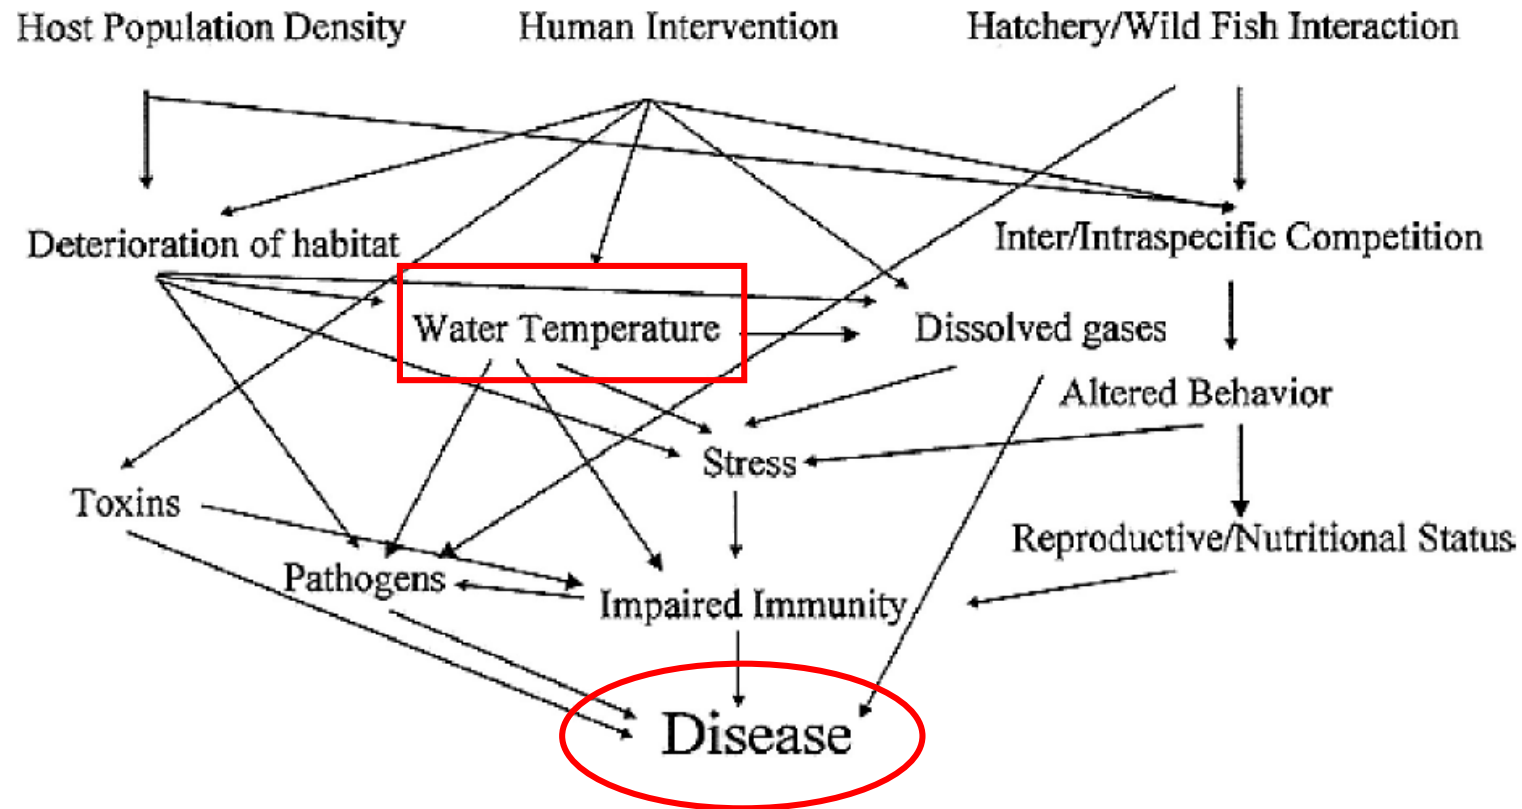 Host Population Density
Human Intervention
Hatchery/Wild Fish Interaction
Deterioration of habitat
Inter/Intraspecific Competition
Water Temperature
Dissolved gases
Altered Behavior
Stress
Toxins
Reproductive/Nutritional Status
Pathogens
Impaired Immunity
Disease